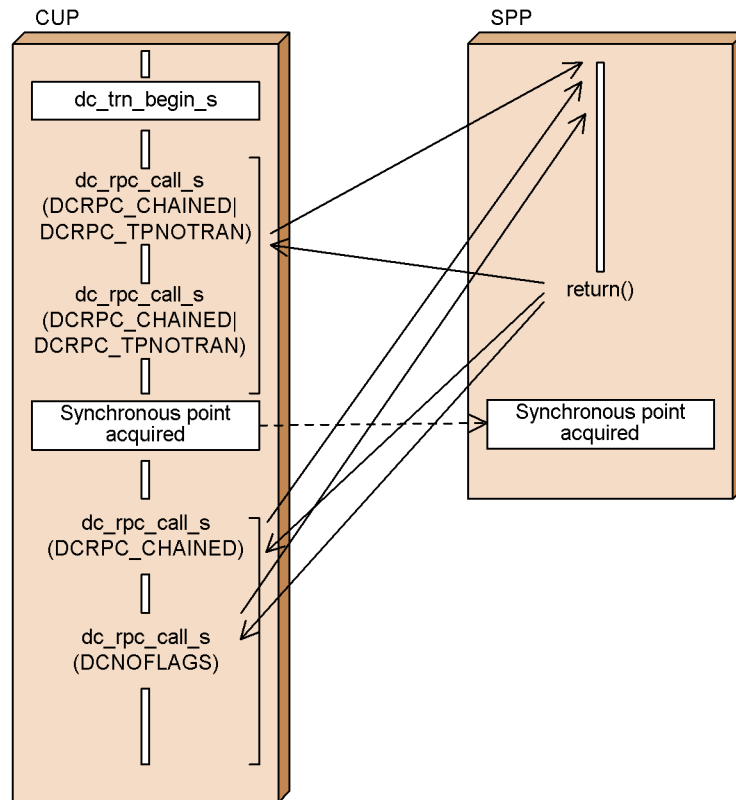 CUP
SPP
dc_trn_begin_s
dc_rpc_call_s
(DCRPC_CHAINED|
DCRPC_TPNOTRAN)
dc_rpc_call_s
(DCRPC_CHAINED|
DCRPC_TPNOTRAN)
return()
Synchronous point
acquired
Synchronous point
acquired
dc_rpc_call_s
(DCRPC_CHAINED)
dc_rpc_call_s
(DCNOFLAGS)